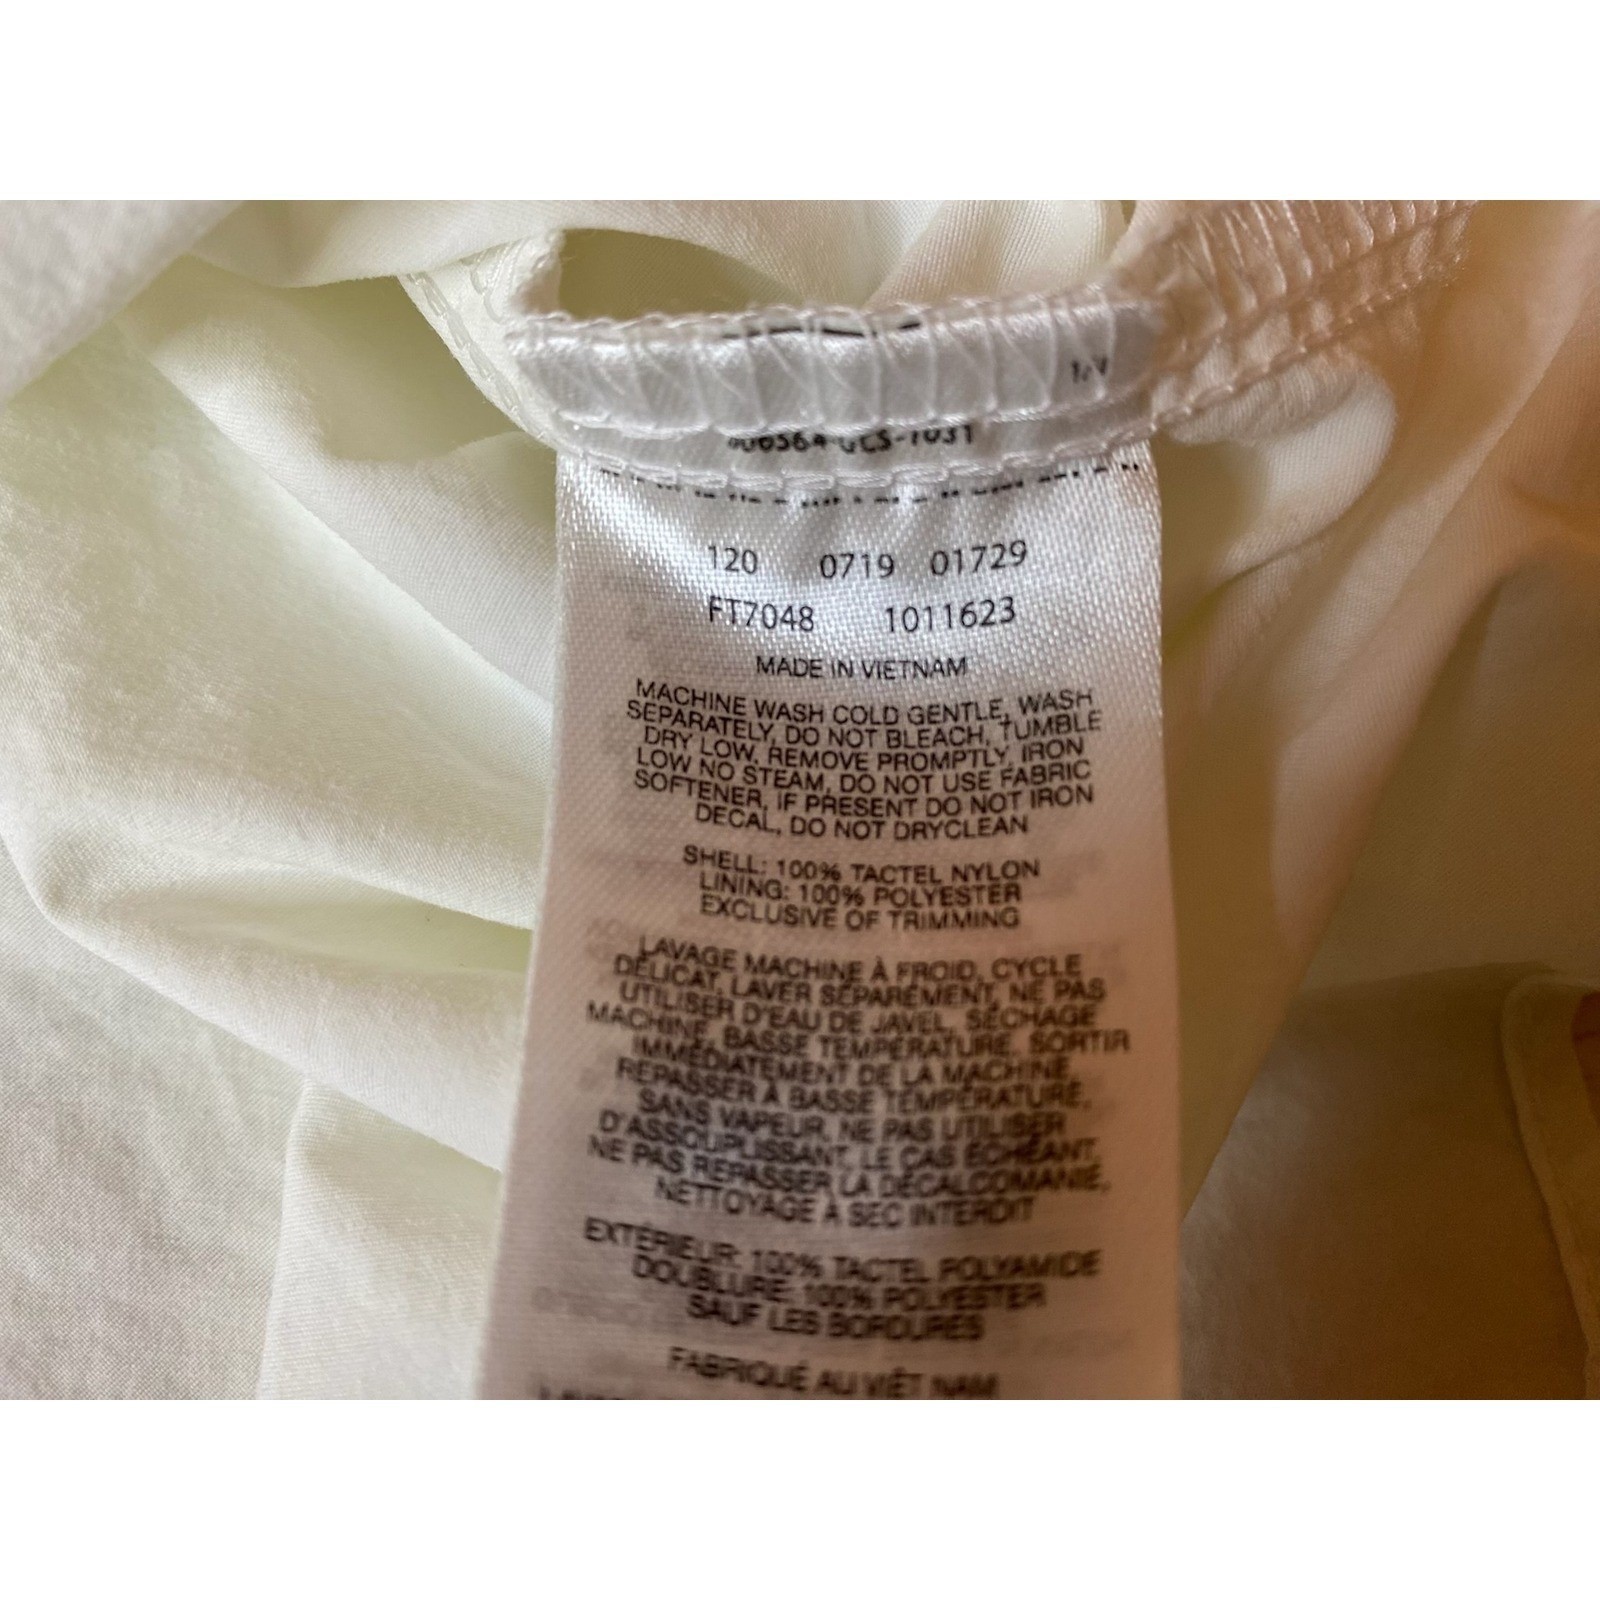 120 0719 01729
FT7048 1011623
MADE IN VIETNAM
MACHINE WASH COLD GENTLE, WASH
SEPARATELY, DO NOT BLEACH, TUMBLE
DRY LOW, REMOVE PROMPTLY, IRON
LOW NO STEAM, DO NOT USE FABRIC
SOFTENER, IF PRESENT DO NOT IRON
DECAL, DO NOT DRYCLEAN
SHELL: 100% TACTEL NYLON
LINING: 100% POLYESTER
EXCLUSIVE OF TRIMMING
LAVAGE MACHINE À FROID, CYCLE
DÉLICAT, LAVER SÉPARÉMENT, NE PAS
UTILISER D'EAU DE JAVEL, SÉCHAGE
MACHINE, BASSE TEMPÉRATURE, SORTIR
IMMÉDIATEMENT DE LA MACHINE,
REPASSER À BASSE TEMPÉRATURE,
SANS VAPEUR, NE PAS UTILISER
D'ASSOUPLISSANT, LE CAS ÉCHÉANT,
NE PAS REPASSER LA DÉCALCOMANIE,
NETTOYAGE À SEC INTERDIT
EXTÉRIEUR: 100% TACTEL POLYAMIDE
DOUBLURE: 100% POLYESTER
SAUF LES BORDURES
FABRIQUÉ AU VIÊT NAM